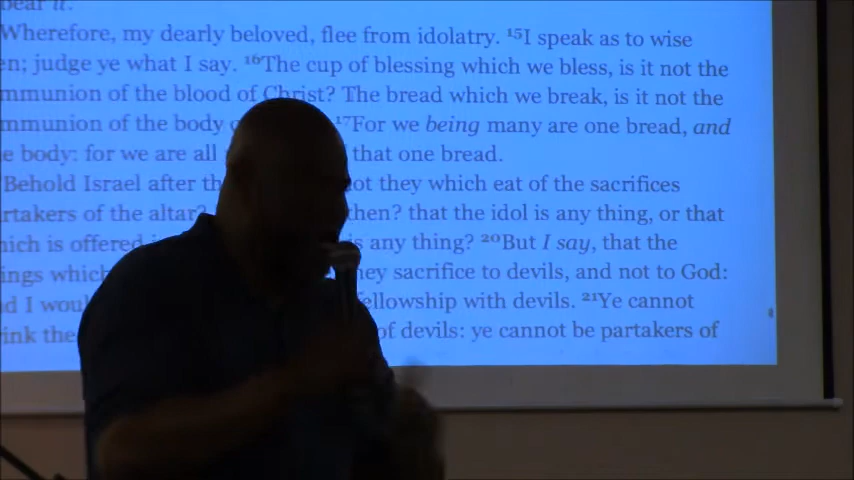 bear it.
Wherefore, my dearly beloved, flee from idolatry. 15I speak as to wise
en; judge ye what I say. 16The cup of blessing which we bless, is it not the
mmunion of the blood of Christ? The bread which we break, is it not the
mmunion of the body 17For we being many are one bread, and
e body: for we are all that one bread.
Behold Israel after th ot they which eat of the sacrifices
rtakers of the altar? then? that the idol is any thing, or that
hich is offered is any thing? 20But I say, that the
ings which hey sacrifice to devils, and not to God:
d I woul fellowship with devils. 21Ye cannot
ink the of devils: ye cannot be partakers of